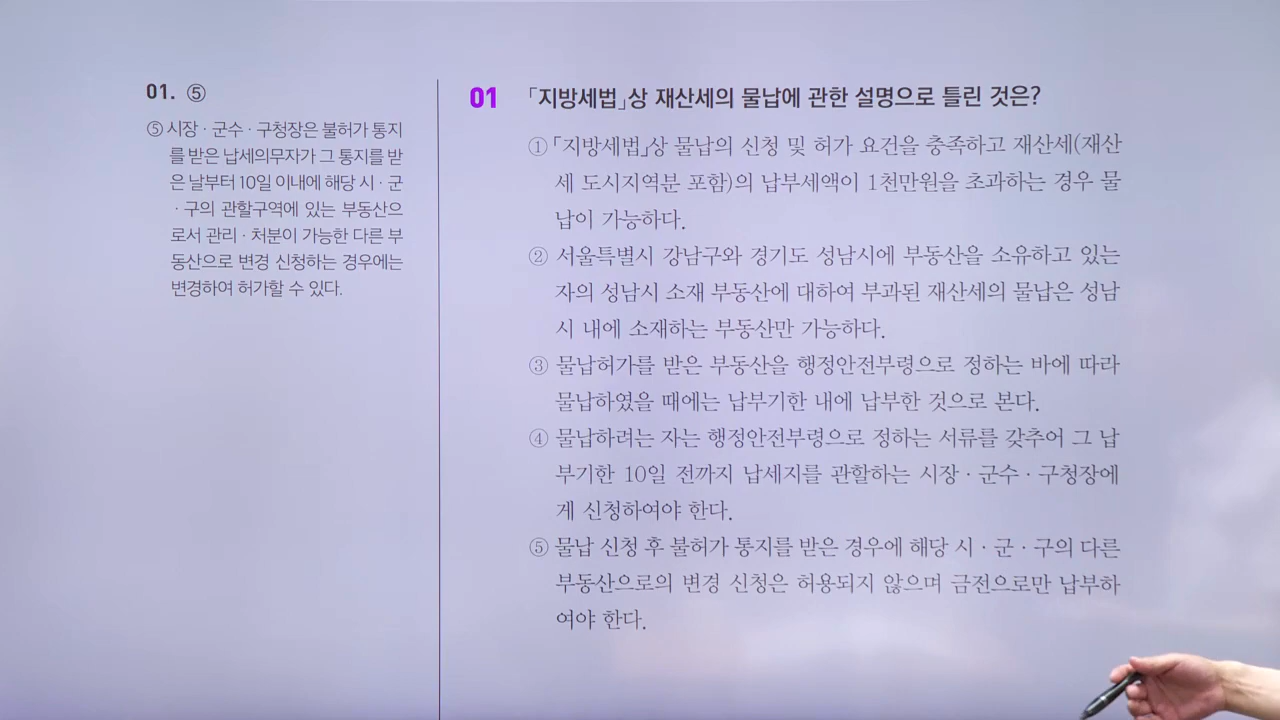 01. ⑤
⑤ 시장 · 군수 · 구청장은 불허가 통지
를 받은 납세의무자가 그 통지를 받
은 날부터 10일 이내에 해당 시 · 군
· 구의 관할구역에 있는 부동산으
로서 관리 · 처분이 가능한 다른 부
동산으로 변경 신청하는 경우에는
변경하여 허가할 수 있다.
01 「지방세법」상 재산세의 물납에 관한 설명으로 틀린 것은?
① 「지방세법」상 물납의 신청 및 허가 요건을 충족하고 재산세(재산
세 도시지역분 포함)의 납부세액이 1천만원을 초과하는 경우 물
납이 가능하다.
② 서울특별시 강남구와 경기도 성남시에 부동산을 소유하고 있는
자의 성남시 소재 부동산에 대하여 부과된 재산세의 물납은 성남
시 내에 소재하는 부동산만 가능하다.
③ 물납허가를 받은 부동산을 행정안전부령으로 정하는 바에 따라
물납하였을 때에는 납부기한 내에 납부한 것으로 본다.
④ 물납하려는 자는 행정안전부령으로 정하는 서류를 갖추어 그 납
부기한 10일 전까지 납세지를 관할하는 시장 · 군수 · 구청장에
게 신청하여야 한다.
⑤ 물납 신청 후 불허가 통지를 받은 경우에 해당 시 · 군 · 구의 다른
부동산으로의 변경 신청은 허용되지 않으며 금전으로만 납부하
여야 한다.